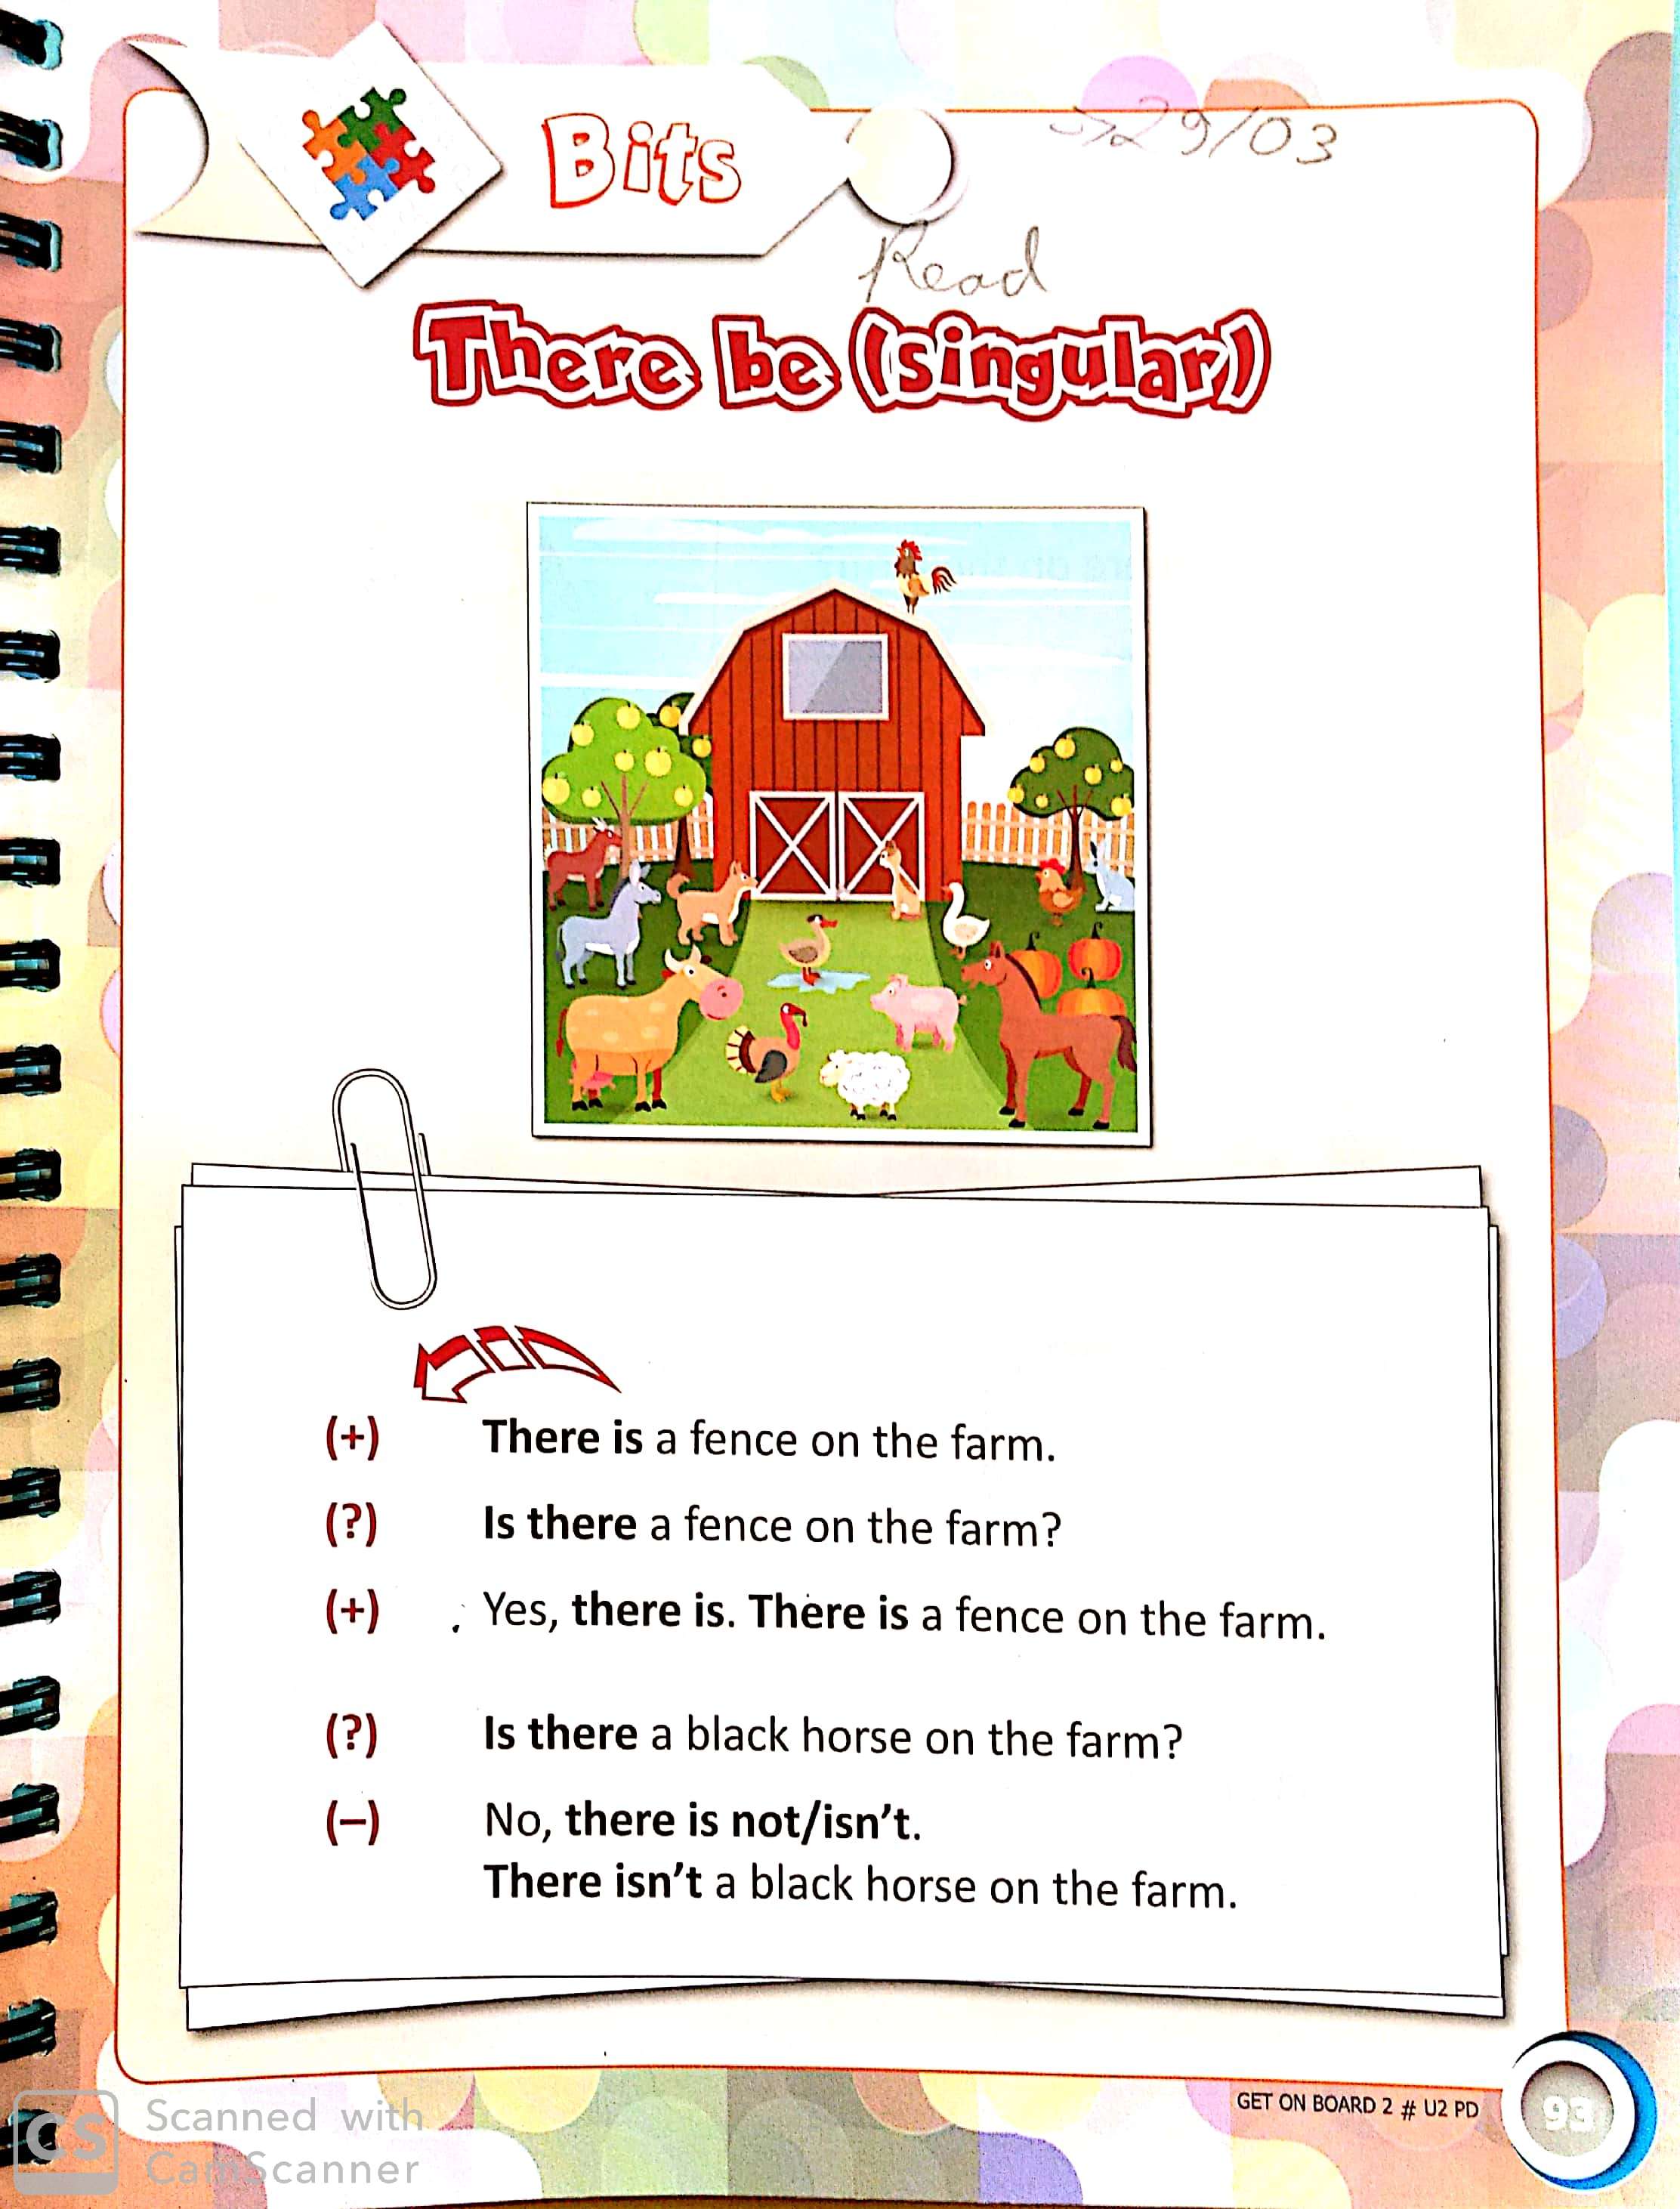 Bits
29/03
Read
There be (singular)
(+) There is a fence on the farm.
(?) Is there a fence on the farm?
(+) Yes, there is. There is a fence on the farm.
(?) Is there a black horse on the farm?
(–) No, there is not/isn't.
There isn't a black horse on the farm.
GET ON BOARD 2 # U2 PD
93
CS Scanned with
CamScanner